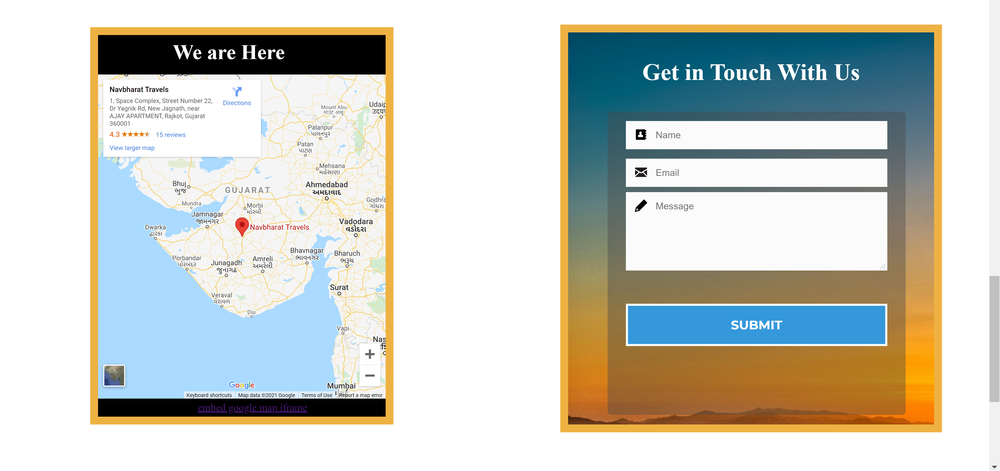 We are Here
Navbharat Travels
Directions
1, Space Complex, Street Number 22,
Dr Yagnik Rd, New Jagnath, near
AJAY APARTMENT, Rajkot, Gujarat
360001
4.3
15 reviews
View larger map
Mount Abu
माउंट आबू
Udaip
उदयपु
Palanpur
પાલનપુર
Patan
પાટણ
Mehsana
મહેસાણા
Bhuj
ભુજ
GUJARAT
Ahmedabad
અમદાવાદ
Godhra
ગોધરા
Mundra
Morbi
મોરબી
Jamnagar
જામનગર
Dwarka
દ્વારકા
Navbharat Travels
Vadodara
વડોદરા
Bhavnagar
ભાવનગર
Bharuch
ભરૂચ
Porbandar
પોરબંદર
Junagadh
જુનાગઢ
Amreli
અમરેલી
Surat
Veraval
વેરાવળ
Diu
Vapi
Nas
Google
Mumbai
Keyboard shortcuts
Map data ©2021 Google
Terms of Use
Report a map error
embed google map iframe
Get in Touch With Us
Name
Email
Message
SUBMIT